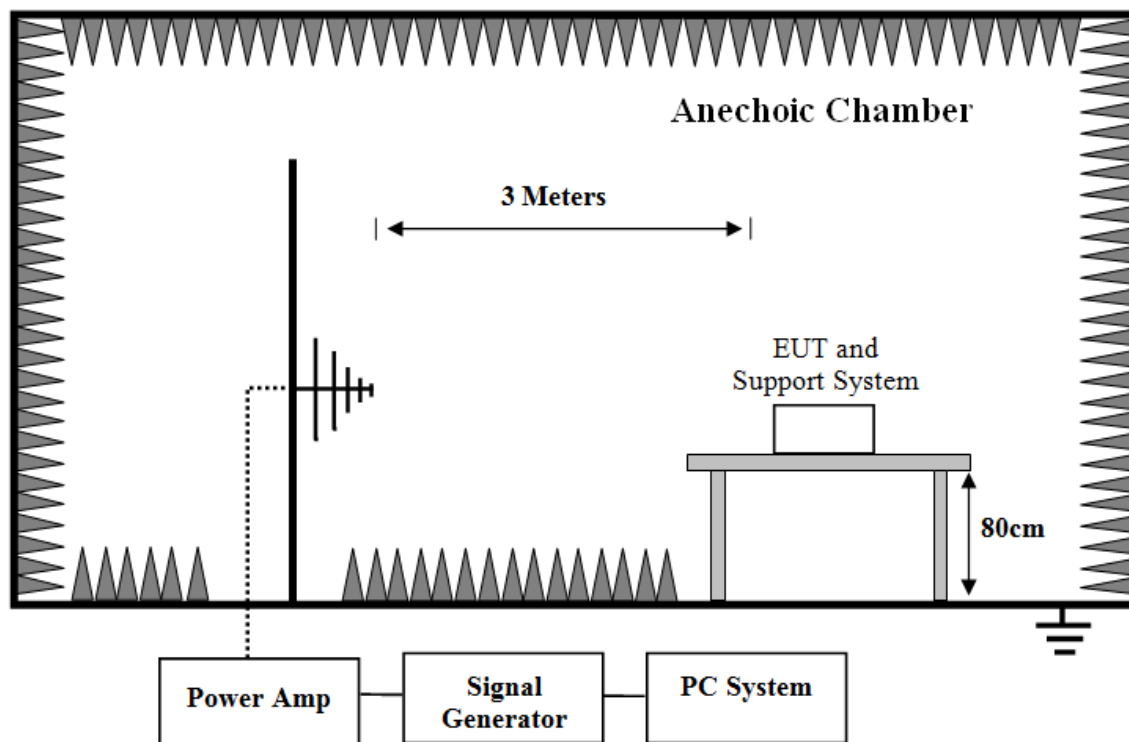 Anechoic Chamber
3 Meters
EUT and
Support System
80cm
Power Amp
Signal
Generator
PC System